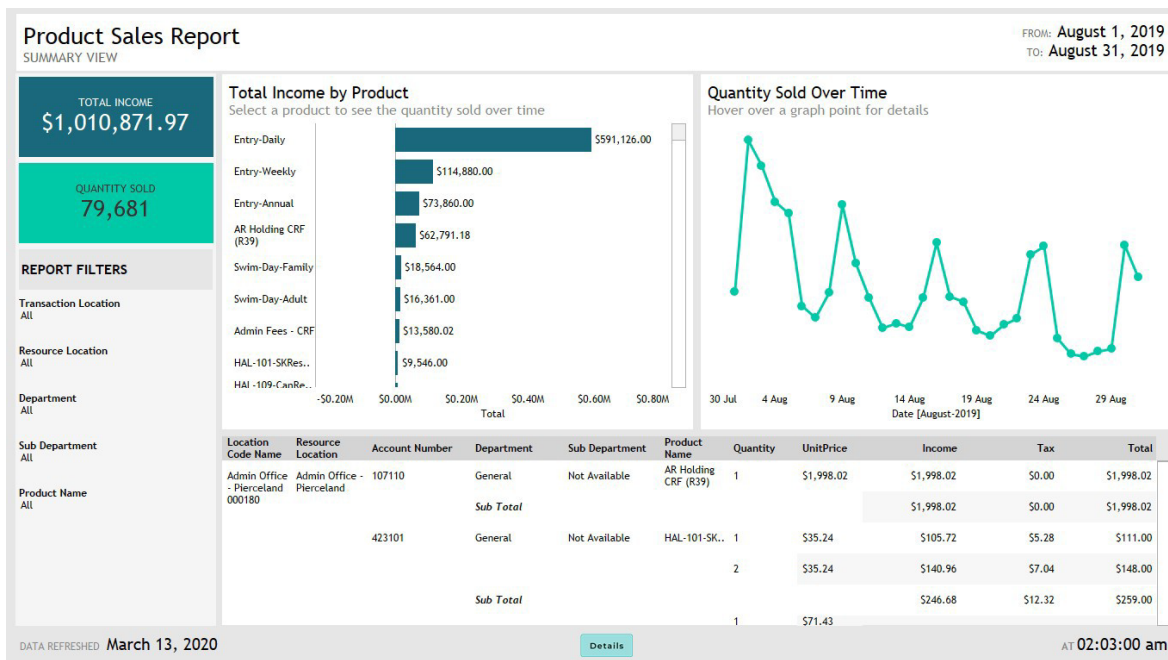 Product Sales Report
SUMMARY VIEW
FROM: August 1, 2019
TO: August 31, 2019
TOTAL INCOME
$1,010,871.97
QUANTITY SOLD
79,681
REPORT FILTERS
Transaction Location
All
Resource Location
All
Department
All
Sub Department
All
Product Name
All
Total Income by Product
Select a product to see the quantity sold over time
Entry-Daily $591,126.00
Entry-Weekly $114,880.00
Entry-Annual $73,860.00
AR Holding CRF
(R39) $62,791.18
Swim-Day-Family $18,564.00
Swim-Day-Adult $16,361.00
Admin Fees - CRF $13,580.02
HAL-101-SKRes.. $9,546.00
HAL-109-CanRe..
-$0.20M $0.00M $0.20M $0.40M $0.60M $0.80M
Total
Quantity Sold Over Time
Hover over a graph point for details
30 Jul 4 Aug 9 Aug 14 Aug 19 Aug 24 Aug 29 Aug
Date [August-2019]
Location Code Name Resource Location Account Number Department Sub Department Product Name Quantity UnitPrice Income Tax Total
Admin Office - Pierceland 000180 Admin Office - Pierceland 107110 General Not Available AR Holding CRF (R39) 1 $1,998.02 $1,998.02 $0.00 $1,998.02
Sub Total $1,998.02 $0.00 $1,998.02
423101 General Not Available HAL-101-SK.. 1 $35.24 $105.72 $5.28 $111.00
2 $35.24 $140.96 $7.04 $148.00
Sub Total $246.68 $12.32 $259.00
1 $71.43
DATA REFRESHED March 13, 2020
Details
AT 02:03:00 am